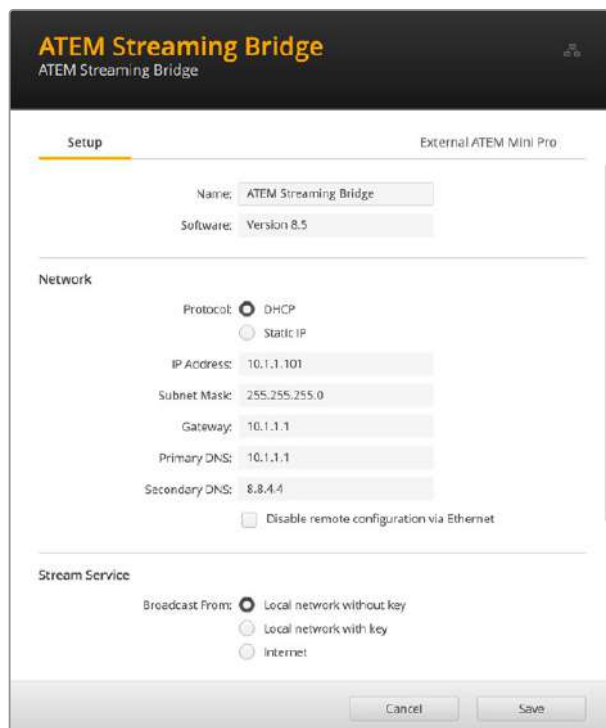 ATEM Streaming Bridge
ATEM Streaming Bridge
Setup
External ATEM Mini Pro
Name: ATEM Streaming Bridge
Software: Version 8.5
Network
Protocol: DHCP
Static IP
IP Address: 10.1.1.101
Subnet Mask: 255.255.255.0
Gateway: 10.1.1.1
Primary DNS: 10.1.1.1
Secondary DNS: 8.8.4.4
Disable remote configuration via Ethernet
Stream Service
Broadcast From: Local network without key
Local network with key
Internet
Cancel
Save